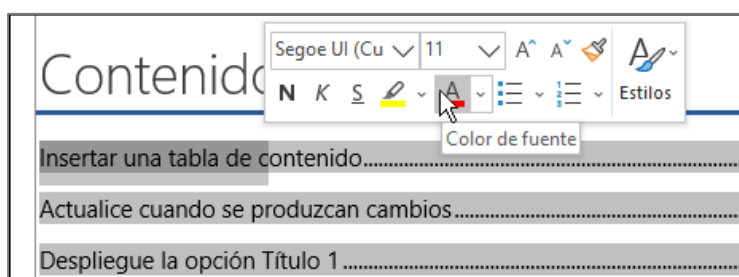 Contenido
Segoe UI (Cu 11 A A
N K S A Estilos
Color de fuente
Insertar una tabla de contenido
Actualice cuando se produzcan cambios
Despliegue la opción Título 1